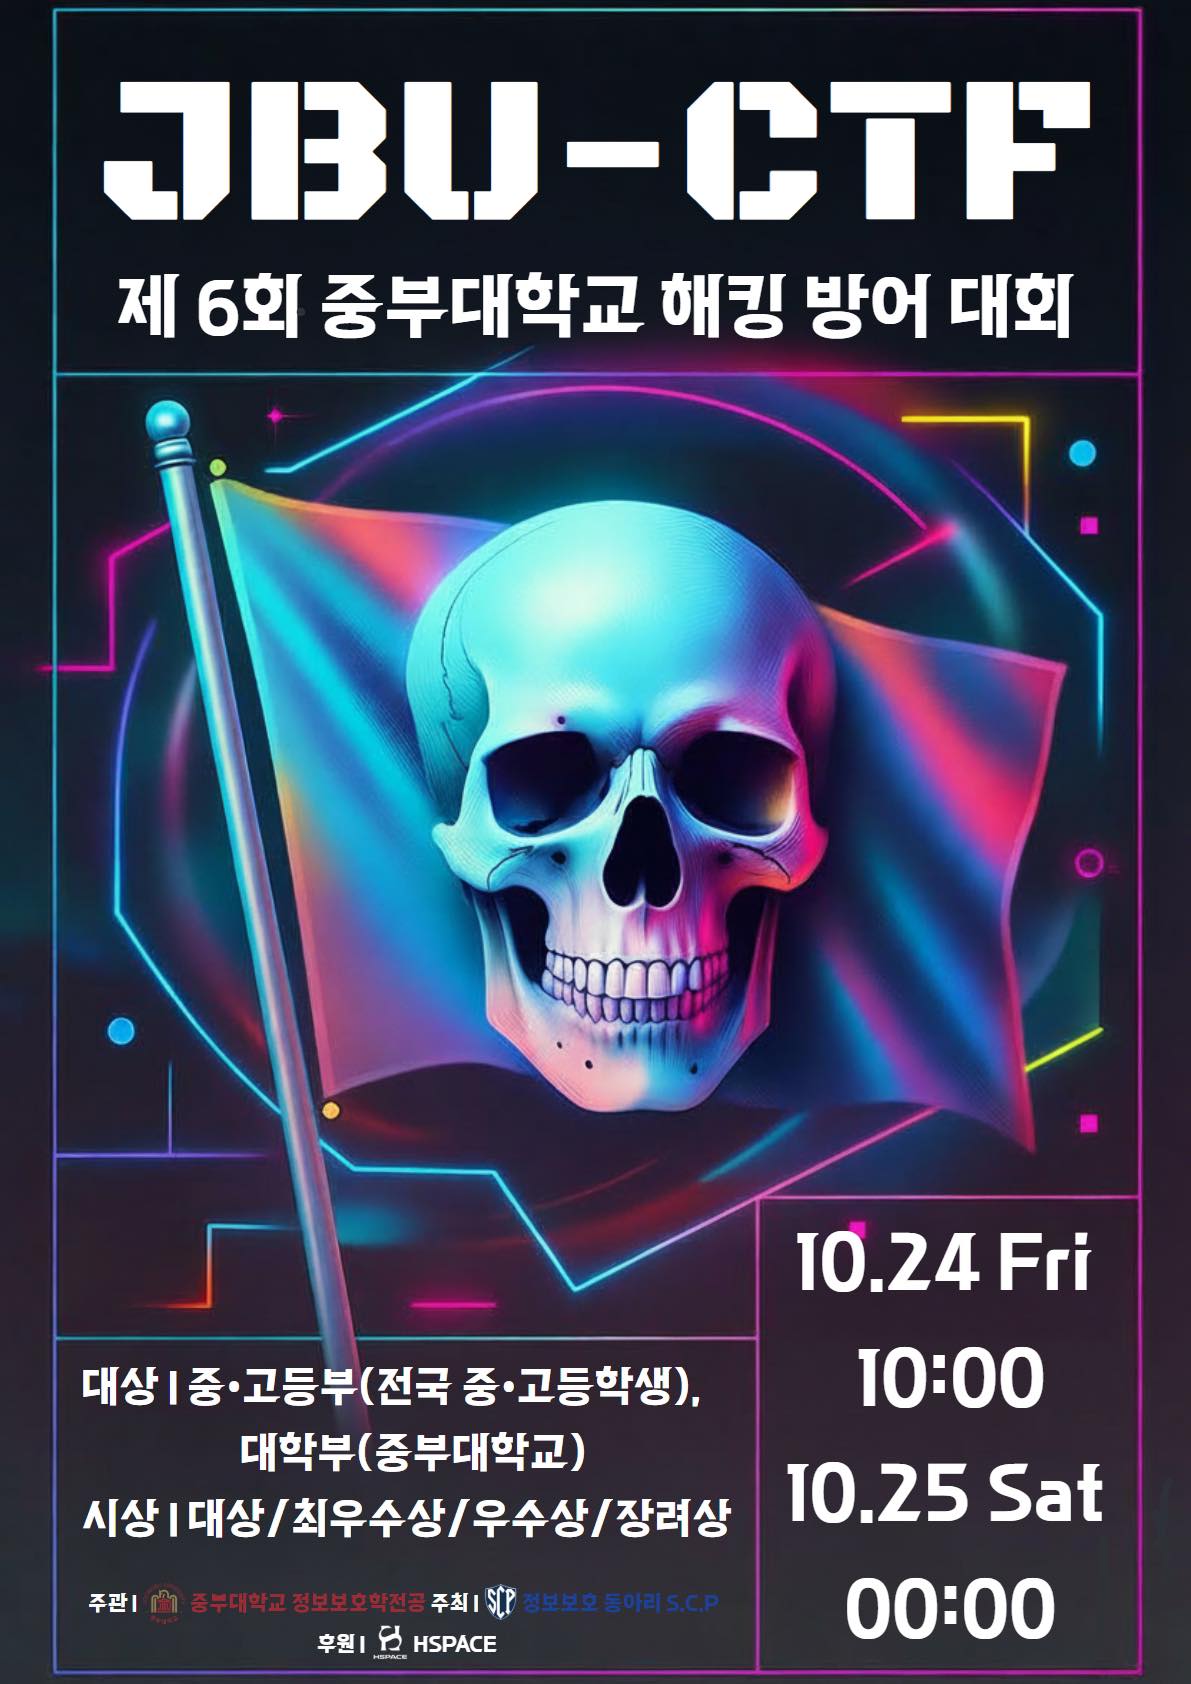 JBU-CTF
제 6회 중부대학교 해킹 방어 대회
10.24 Fri
10:00
10.25 Sat
00:00
대상 | 중·고등부(전국 중·고등학생),
대학부(중부대학교)
시상 | 대상/최우수상/우수상/장려상
주관 | 중부대학교 정보보호학전공 주최 | SCP 정보보호 동아리 S.C.P
후원 | HSPACE HSPACE